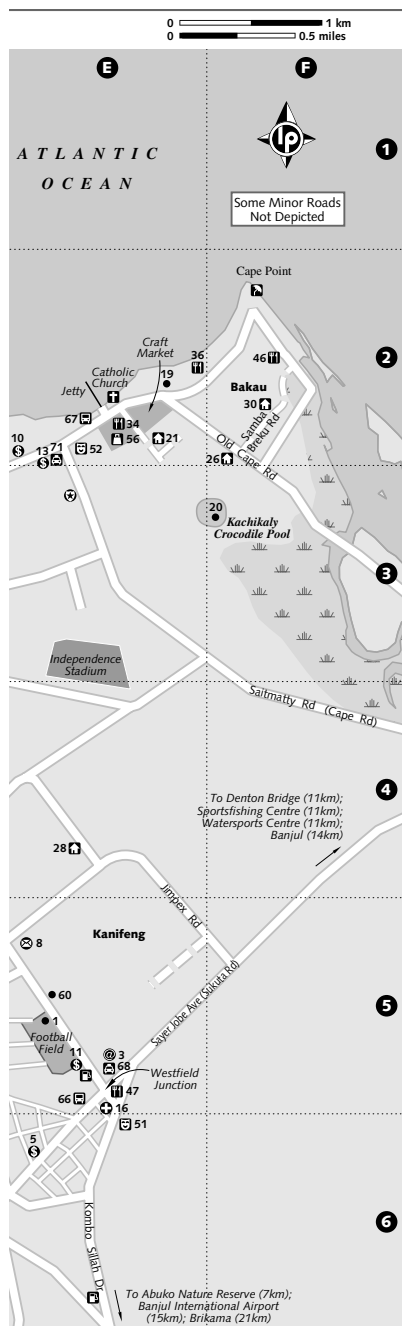 0 1 km
0 0.5 miles
E
F
1
ATLANTIC
OCEAN
lp
Some Minor Roads
Not Depicted
Cape Point
2
Craft
Market
36
46
Catholic
Church
19
Bakau
Jetty
30
67
34
Samba
Breku Rd
10
13
71
52
56
21
26
Old Cape Rd
20
Kachikaly
Crocodile Pool
3
Independence
Stadium
Saitmatty Rd (Cape Rd)
4
To Denton Bridge (11km);
Sportsfishing Centre (11km);
Watersports Centre (11km);
Banjul (14km)
28
Jimpex Rd
Kanifeng
8
Sayer Jobe Ave (Sukuta Rd)
60
5
1
Football
Field
11
3
68
Westfield
Junction
66
47
16
51
5
6
Kombo Sillah Dr
To Abuko Nature Reserve (7km);
Banjul International Airport
(15km); Brikama (21km)